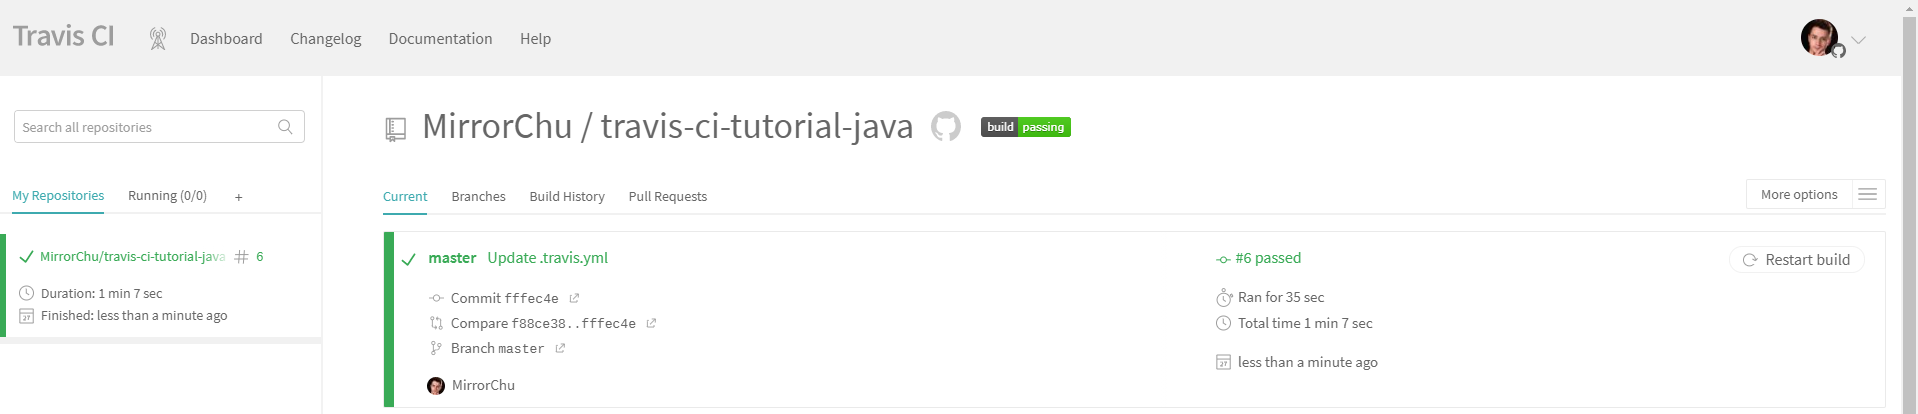 Travis CI Dashboard Changelog Documentation Help
Search all repositories
My Repositories Running (0/0) +
MirrorChu/travis-ci-tutorial-java # 6
Duration: 1 min 7 sec
Finished: less than a minute ago
MirrorChu / travis-ci-tutorial-java build passing
Current Branches Build History Pull Requests More options
master Update .travis.yml #6 passed Restart build
Commit fffec4e Ran for 35 sec
Compare f88ce38..fffec4e Total time 1 min 7 sec
Branch master
less than a minute ago
MirrorChu